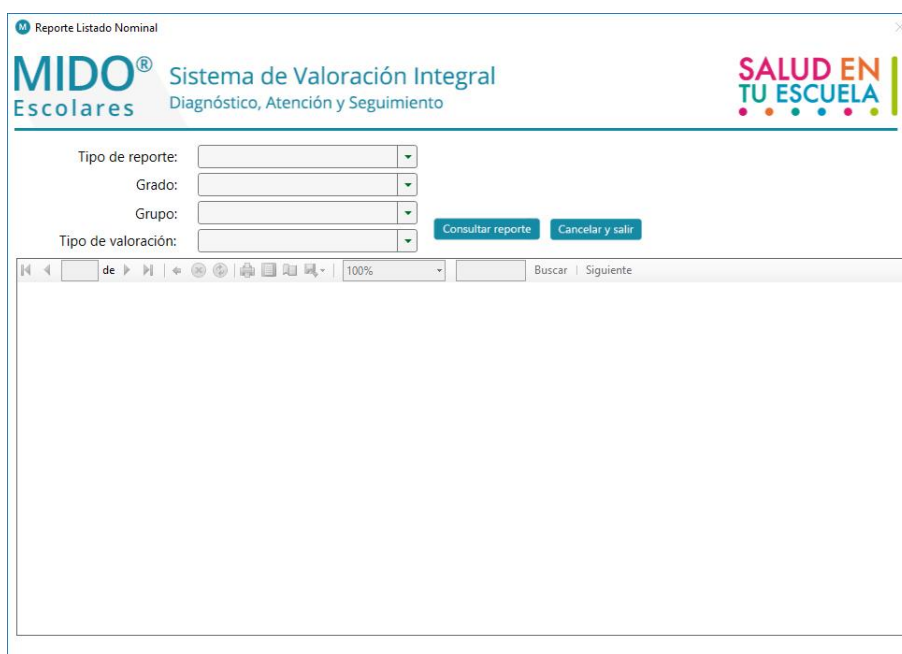 M Reporte Listado Nominal
MIDO®
Escolares
Sistema de Valoración Integral
Diagnóstico, Atención y Seguimiento
SALUD EN
TU ESCUELA
Tipo de reporte:
Grado:
Grupo:
Tipo de valoración:
Consultar reporte Cancelar y salir
de 100% Buscar | Siguiente